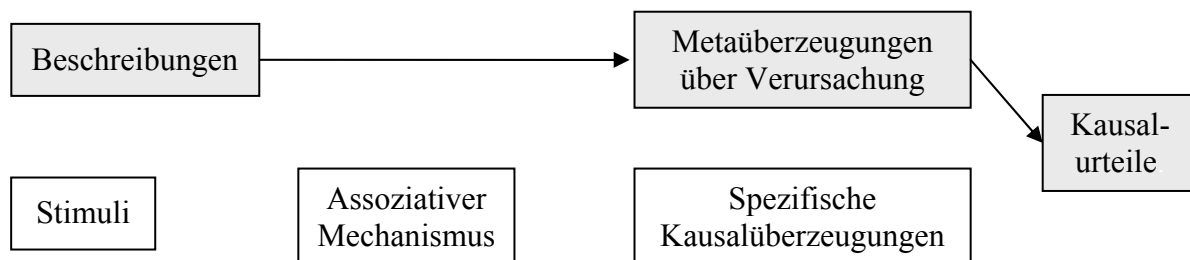 Beschreibungen
Metaüberzeugungen
über Verursachung
Kausal-
urteile
Stimuli
Assoziativer
Mechanismus
Spezifische
Kausalüberzeugungen